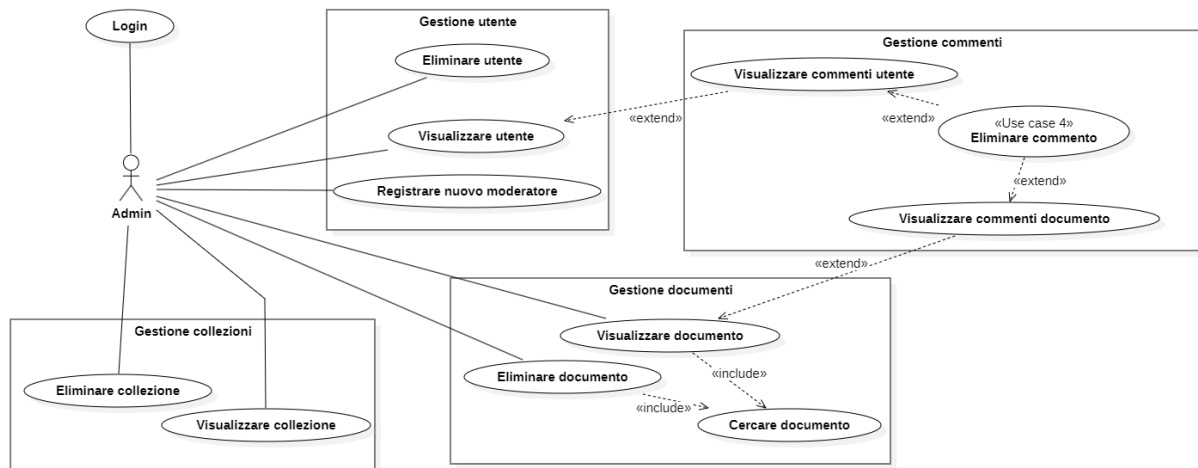 Login
Gestione utente
Eliminare utente
Visualizzare utente
Registrare nuovo moderatore
Admin
Gestione commenti
Visualizzare commenti utente
«extend»
«extend»
«Use case 4»
Eliminare commento
«extend»
Visualizzare commenti documento
«extend»
Gestione documenti
Visualizzare documento
Eliminare documento
«include»
«include»
Cercare documento
Gestione collezioni
Eliminare collezione
Visualizzare collezione